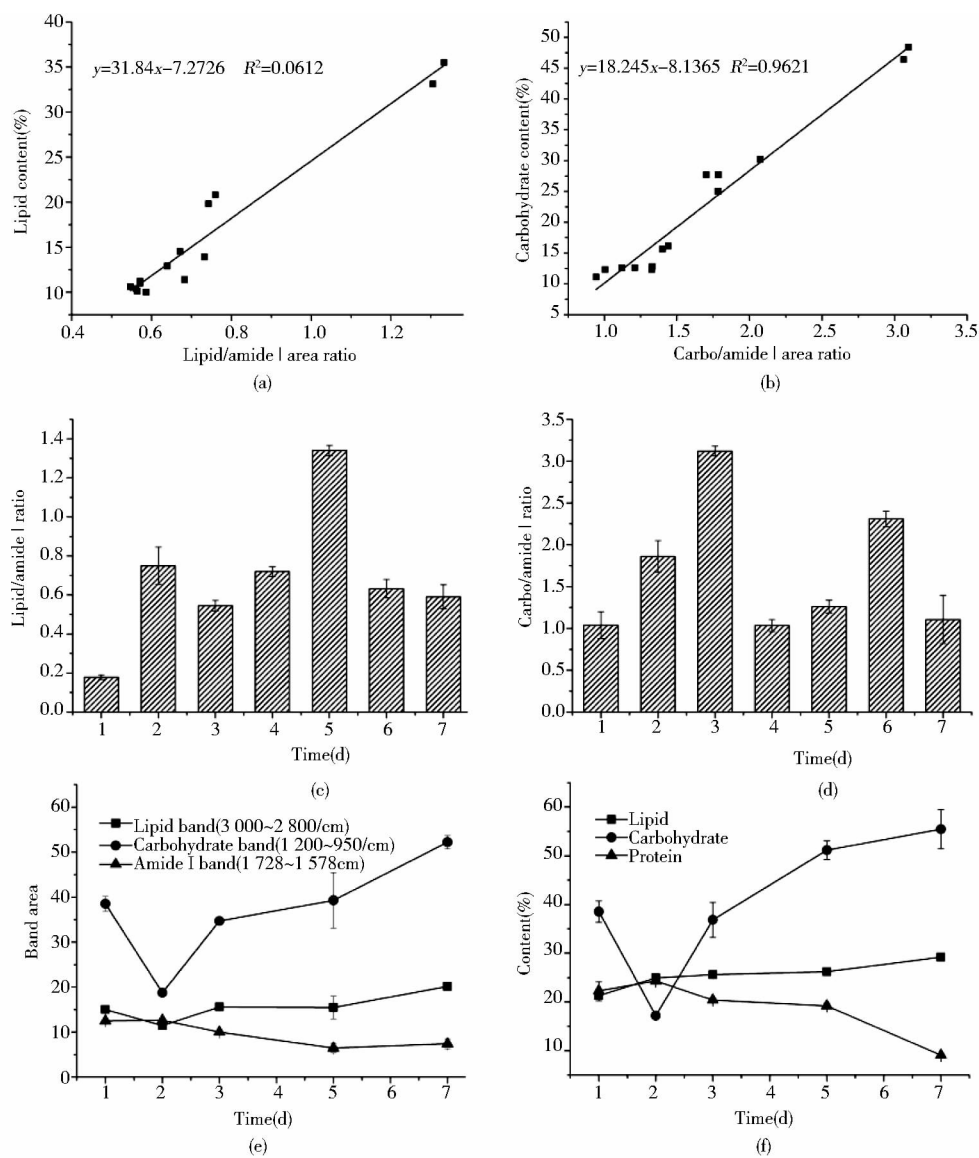 y=31.84x−7.2726 R²=0.0612
40
35
30
25
20
15
10
Lipid content(%)
0.4 0.6 0.8 1.0 1.2
Lipid/amide I area ratio
(a)
y=18.245x−8.1365 R²=0.9621
50
45
40
35
30
25
20
15
10
5
Carbohydrate content(%)
1.0 1.5 2.0 2.5 3.0 3.5
Carbo/amide I area ratio
(b)
1.4
1.2
1.0
0.8
0.6
0.4
0.2
0.0
Lipid/amide I ratio
1 2 3 4 5 6 7
Time(d)
(c)
3.5
3.0
2.5
2.0
1.5
1.0
0.5
0.0
Carbo/amide I ratio
1 2 3 4 5 6 7
Time(d)
(d)
60
50
40
30
20
10
0
Band area
Lipid band(3 000~2 800/cm)
Carbohydrate band(1 200~950/cm)
Amide I band(1 728~1 578cm)
1 2 3 4 5 6 7
Time(d)
(e)
60
50
40
30
20
10
Content(%)
Lipid
Carbohydrate
Protein
1 2 3 4 5 6 7
Time(d)
(f)